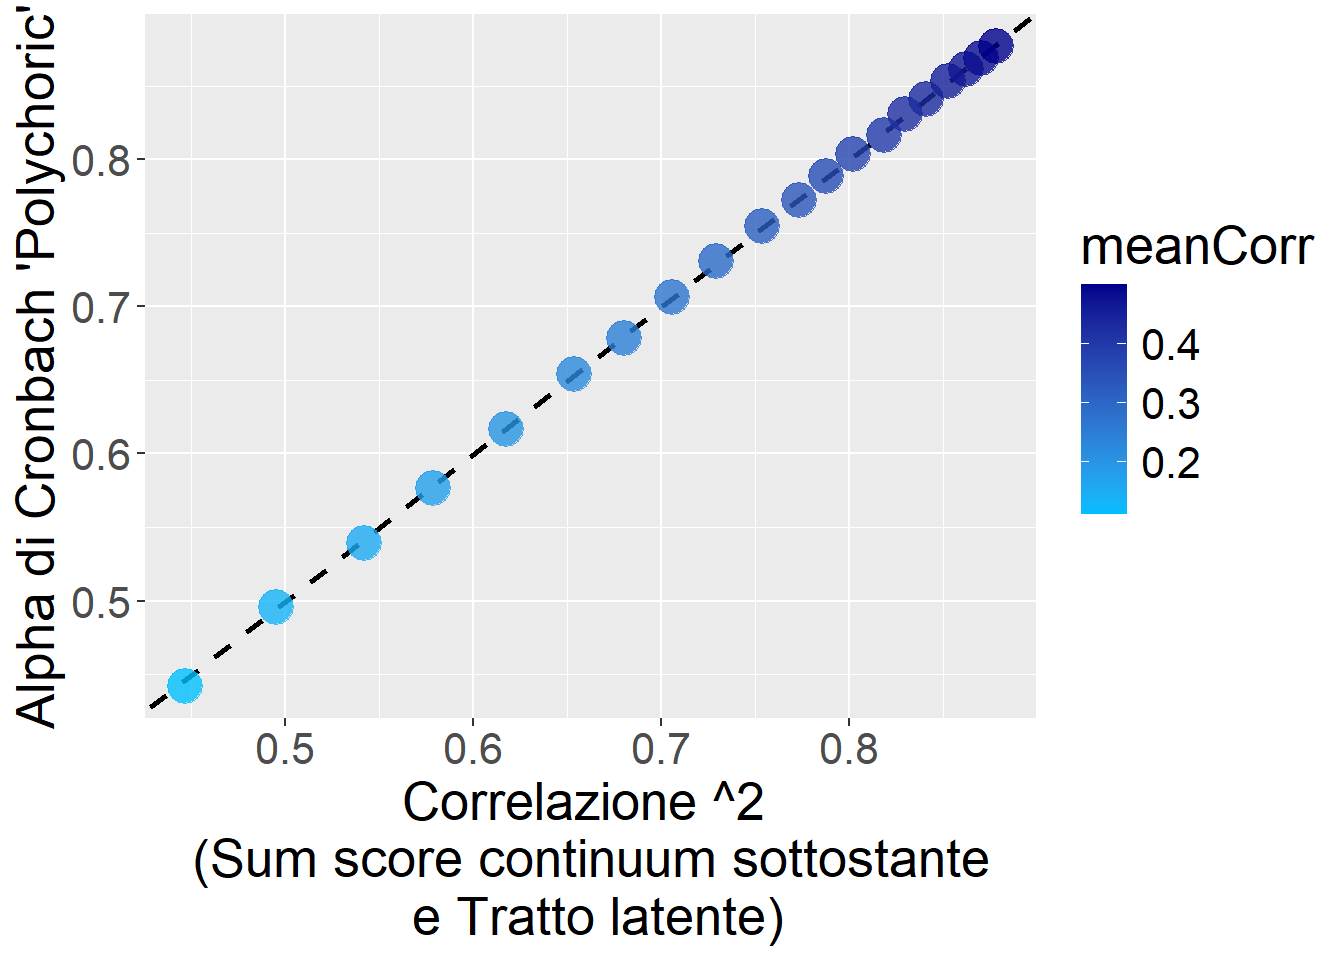 Alpha di Cronbach 'Polychoric'
0.8
0.7
0.6
0.5
0.5 0.6 0.7 0.8
Correlazione ^2
(Sum score continuum sottostante
e Tratto latente)
meanCorr
0.4
0.3
0.2